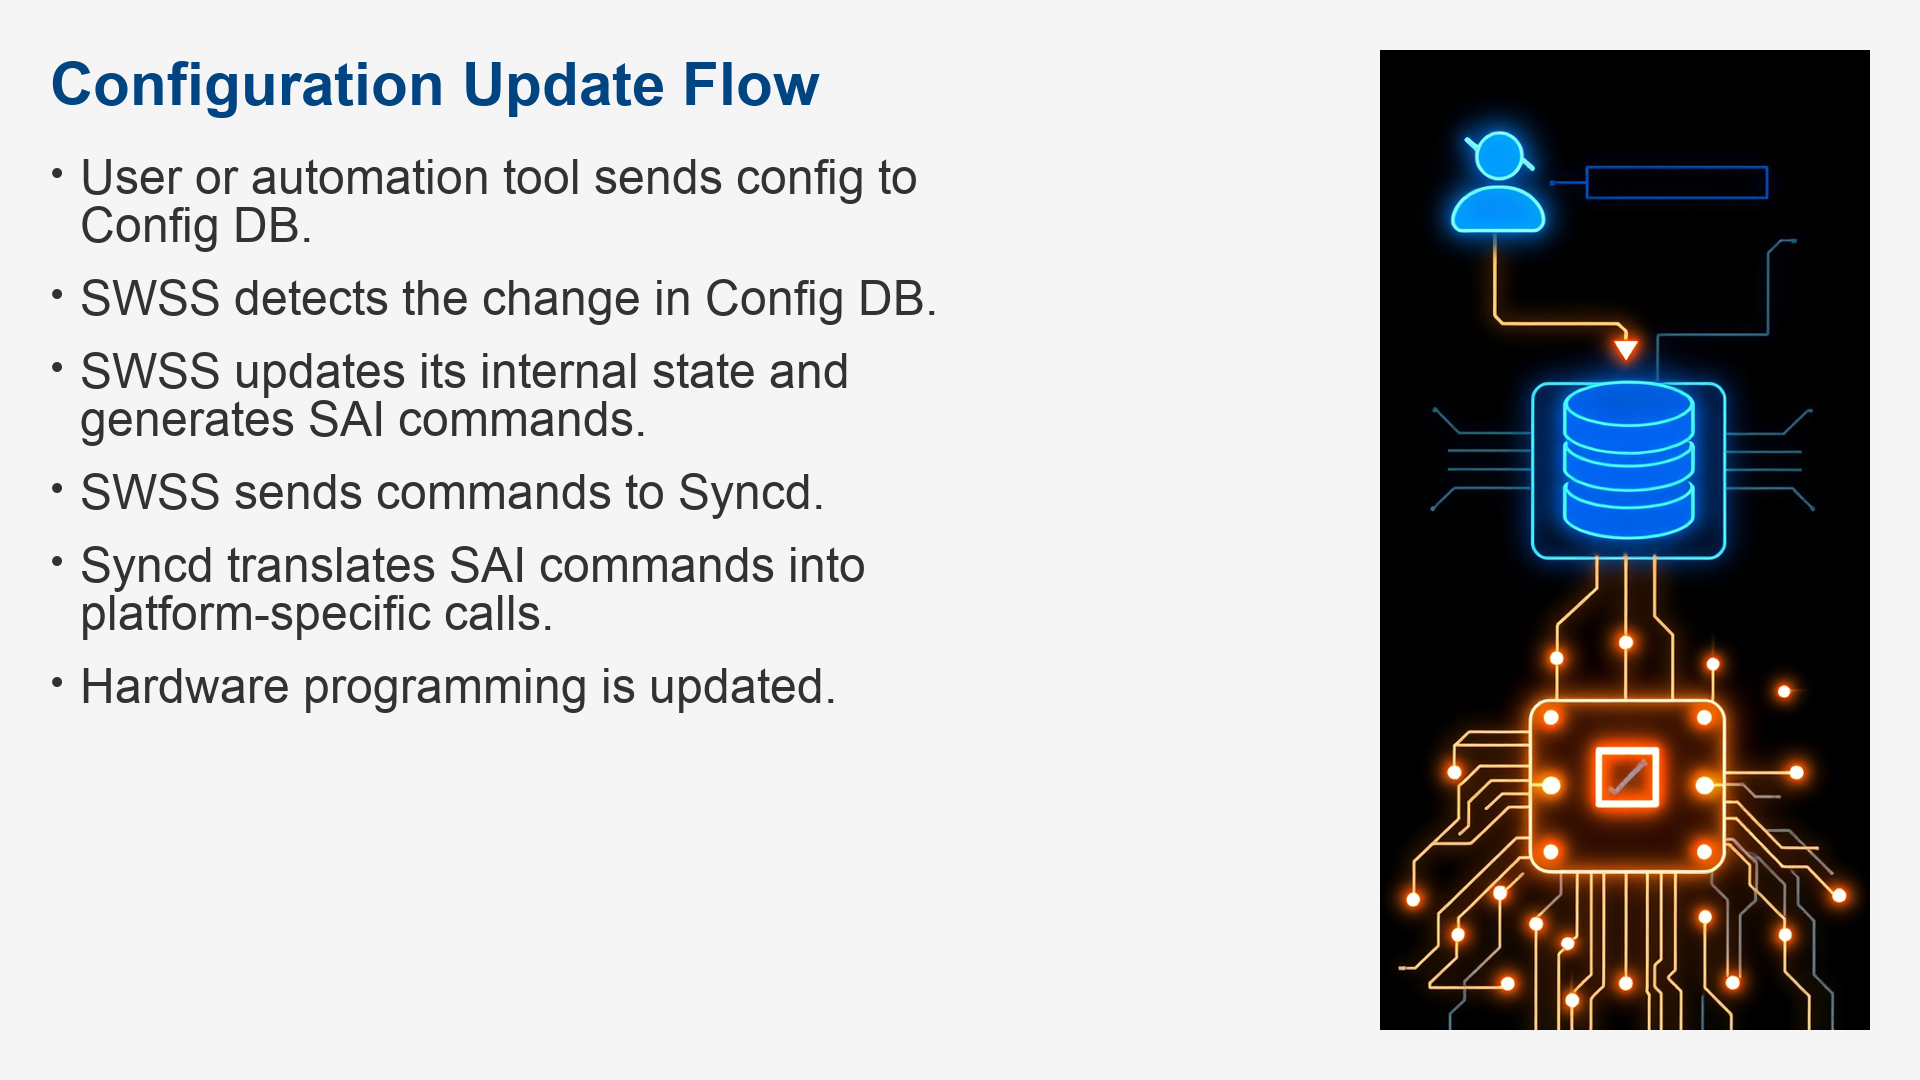 Configuration Update Flow
• User or automation tool sends config to
Config DB.
• SWSS detects the change in Config DB.
• SWSS updates its internal state and
generates SAI commands.
• SWSS sends commands to Syncd.
• Syncd translates SAI commands into
platform-specific calls.
• Hardware programming is updated.